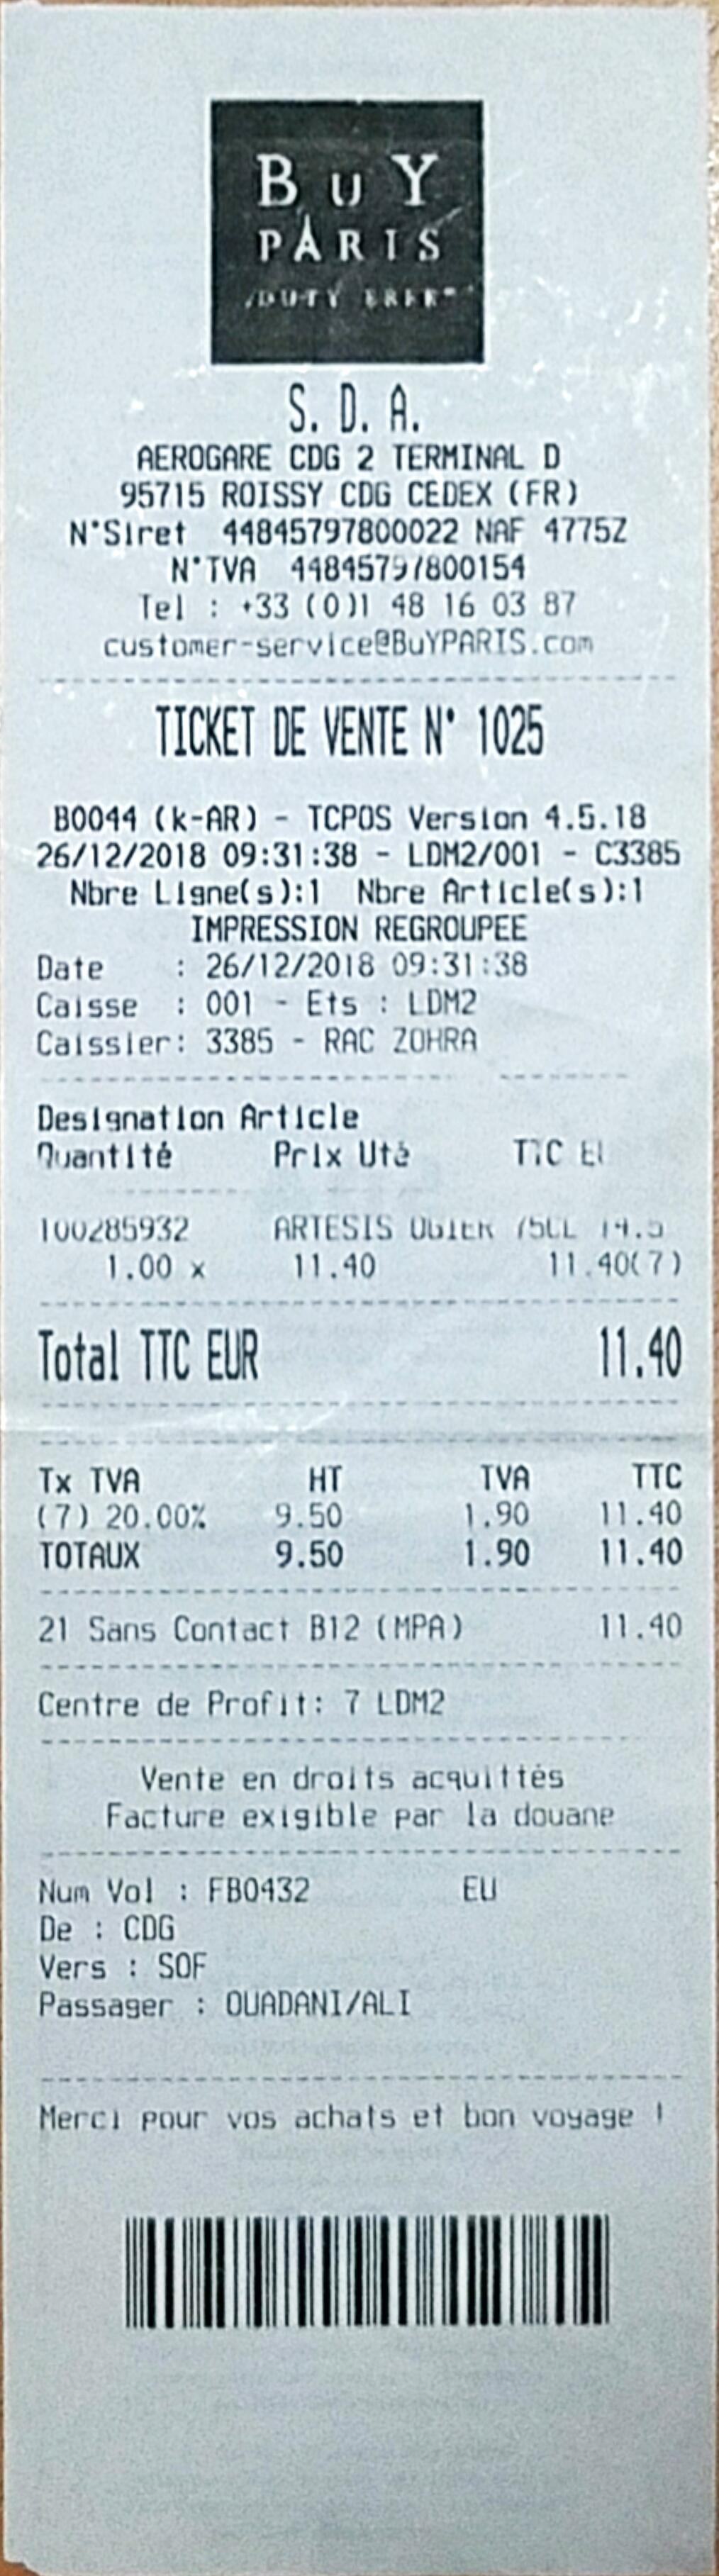 BuY
PARIS
/DUTY FREE
S. D. A.
AEROGARE CDG 2 TERMINAL D
95715 ROISSY CDG CEDEX (FR)
N°Siret 44845797800022 NAF 4775Z
N°TVA 44845797800154
Tel : +33 (0)1 48 16 03 87
customer-service@BuYPARIS.com
TICKET DE VENTE N° 1025
B0044 (k-AR) - TCPOS Version 4.5.18
26/12/2018 09:31:38 - LDM2/001 - C3385
Nbre Ligne(s):1 Nbre Article(s):1
IMPRESSION REGROUPEE
Date : 26/12/2018 09:31:38
Caisse : 001 - Ets : LDM2
Caissier: 3385 - RAC ZOHRA
Designation Article
Quantité Prix Uté
100285932 ARTESIS OGIER 75CL 14.5
1.00 x 11.40 11.40(7)
Total TTC EUR 11.40
Tx TVA HT TVA TTC
(7) 20.00% 9.50 1.90 11.40
TOTAUX 9.50 1.90 11.40
21 Sans Contact B12 (MPA) 11.40
Centre de Profit: 7 LDM2
Vente en droits acquittés
Facture exigible par la douane
Num Vol : FB0432 EU
De : CDG
Vers : SOF
Passager : OUADANI/ALI
Merci pour vos achats et bon voyage !